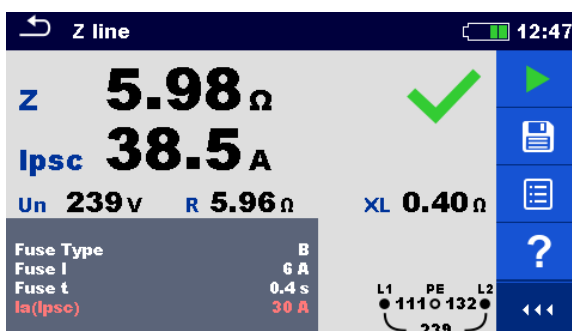 Z line 12:47
Z 5.98 Ω
Ipsc 38.5 A
Un 239 V R 5.96 Ω XL 0.40 Ω
Fuse Type B
Fuse I 6 A
Fuse t 0.4 s
Ia(Ipsc) 30 A
L1 PE L2
111 132
239
?